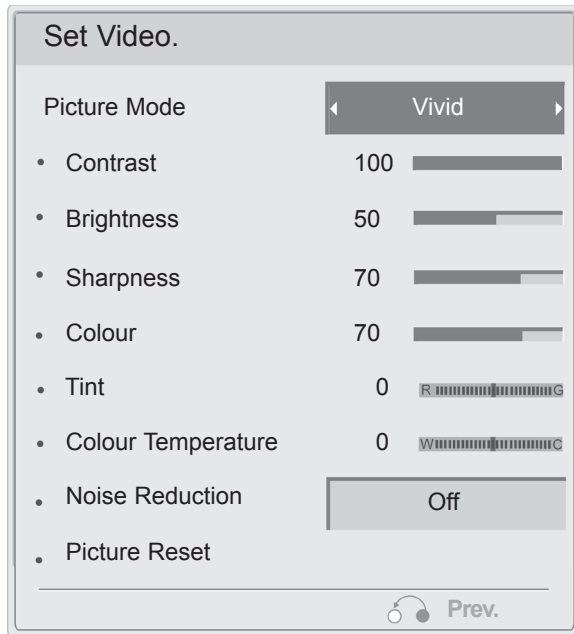 Set Video.
Picture Mode Vivid
• Contrast 100
• Brightness 50
• Sharpness 70
• Colour 70
• Tint 0 R G
• Colour Temperature 0 W C
• Noise Reduction Off
• Picture Reset
Prev.